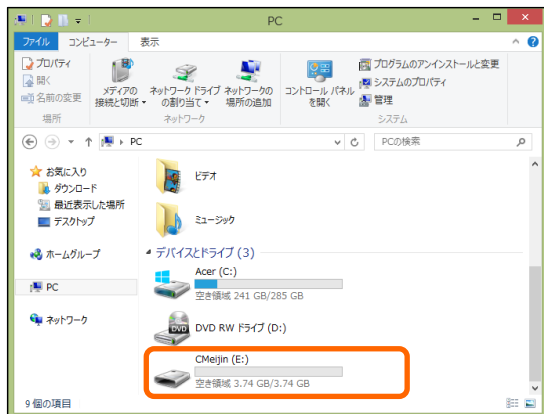 PC
ファイル コンピューター 表示
プロパティ
開く
名前の変更
メディアの
接続と切断
ネットワーク ドライブ
の割り当て
ネットワークの
場所の追加
コントロール パネル
を開く
プログラムのアンインストールと変更
システムのプロパティ
管理
場所 ネットワーク システム
PC PCの検索
お気に入り
ダウンロード
最近表示した場所
デスクトップ
ホームグループ
PC
ネットワーク
ビデオ
ミュージック
デバイスとドライブ (3)
Acer (C:)
空き領域 241 GB/285 GB
DVD RW ドライブ (D:)
DVD
CMeijin (E:)
空き領域 3.74 GB/3.74 GB
9 個の項目